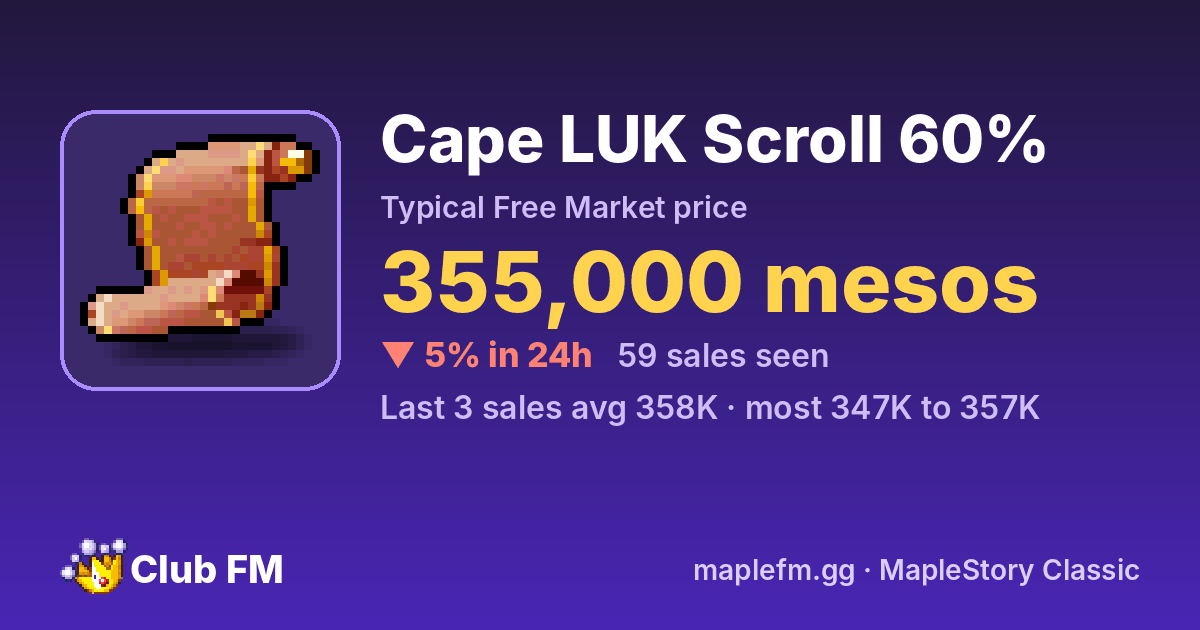 Cape LUK Scroll 60%
Typical Free Market price
355,000 mesos
▼ 5% in 24h 59 sales seen
Last 3 sales avg 358K · most 347K to 357K
Club FM
maplefm.gg · MapleStory Classic